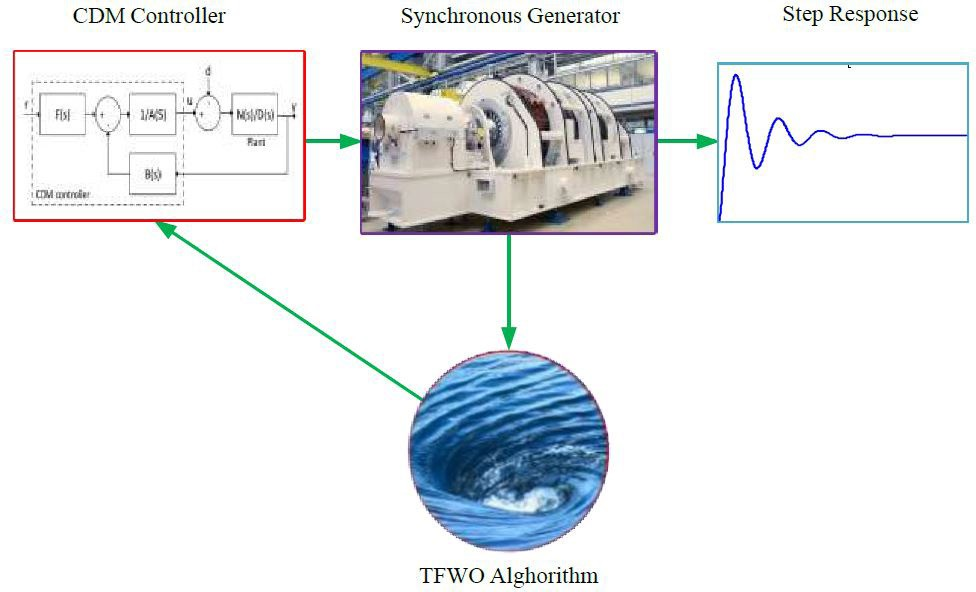 CDM Controller
Synchronous Generator
Step Response
d
r
F(s)
+
1/A(S)
u
N(s)/D(s)
y
Plant
B(s)
CDM controller
TFWO Alghorithm